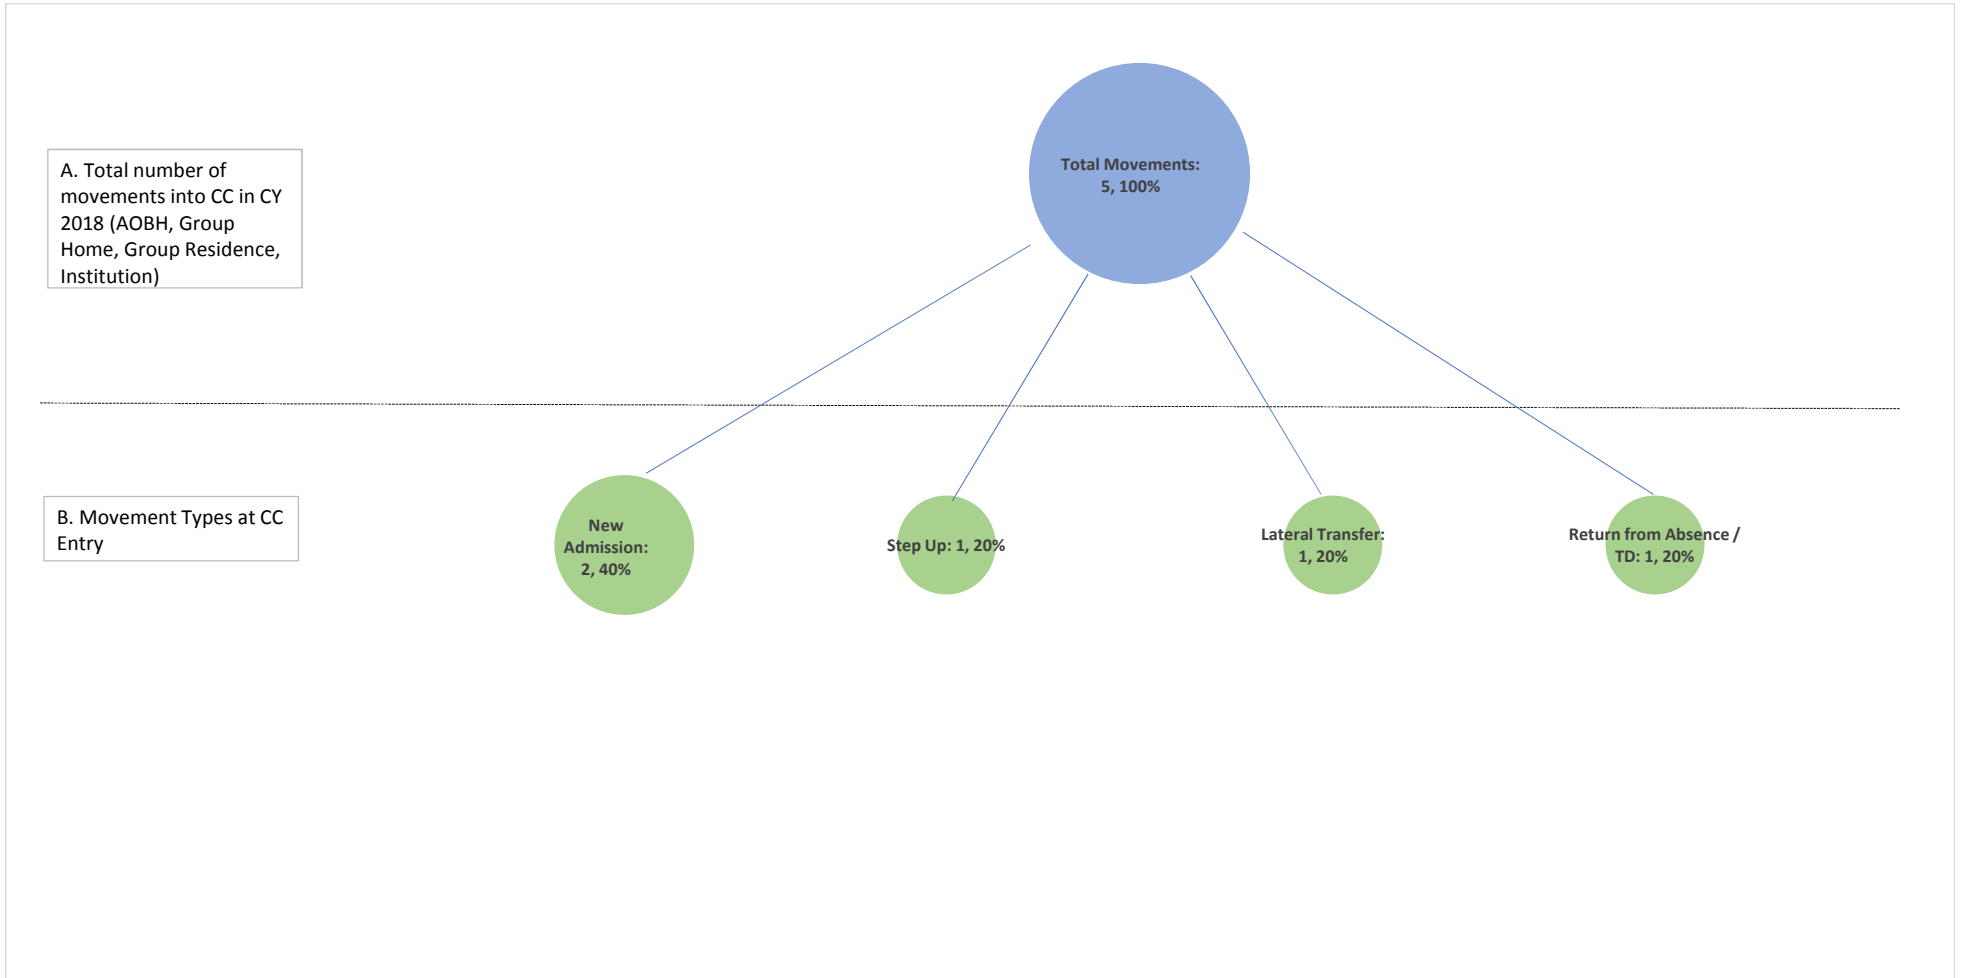 Total Movements:
5, 100%
A. Total number of
movements into CC in CY
2018 (AOBH, Group
Home, Group Residence,
Institution)
B. Movement Types at CC
Entry
New
Admission:
2, 40%
Step Up: 1, 20%
Lateral Transfer:
1, 20%
Return from Absence /
TD: 1, 20%